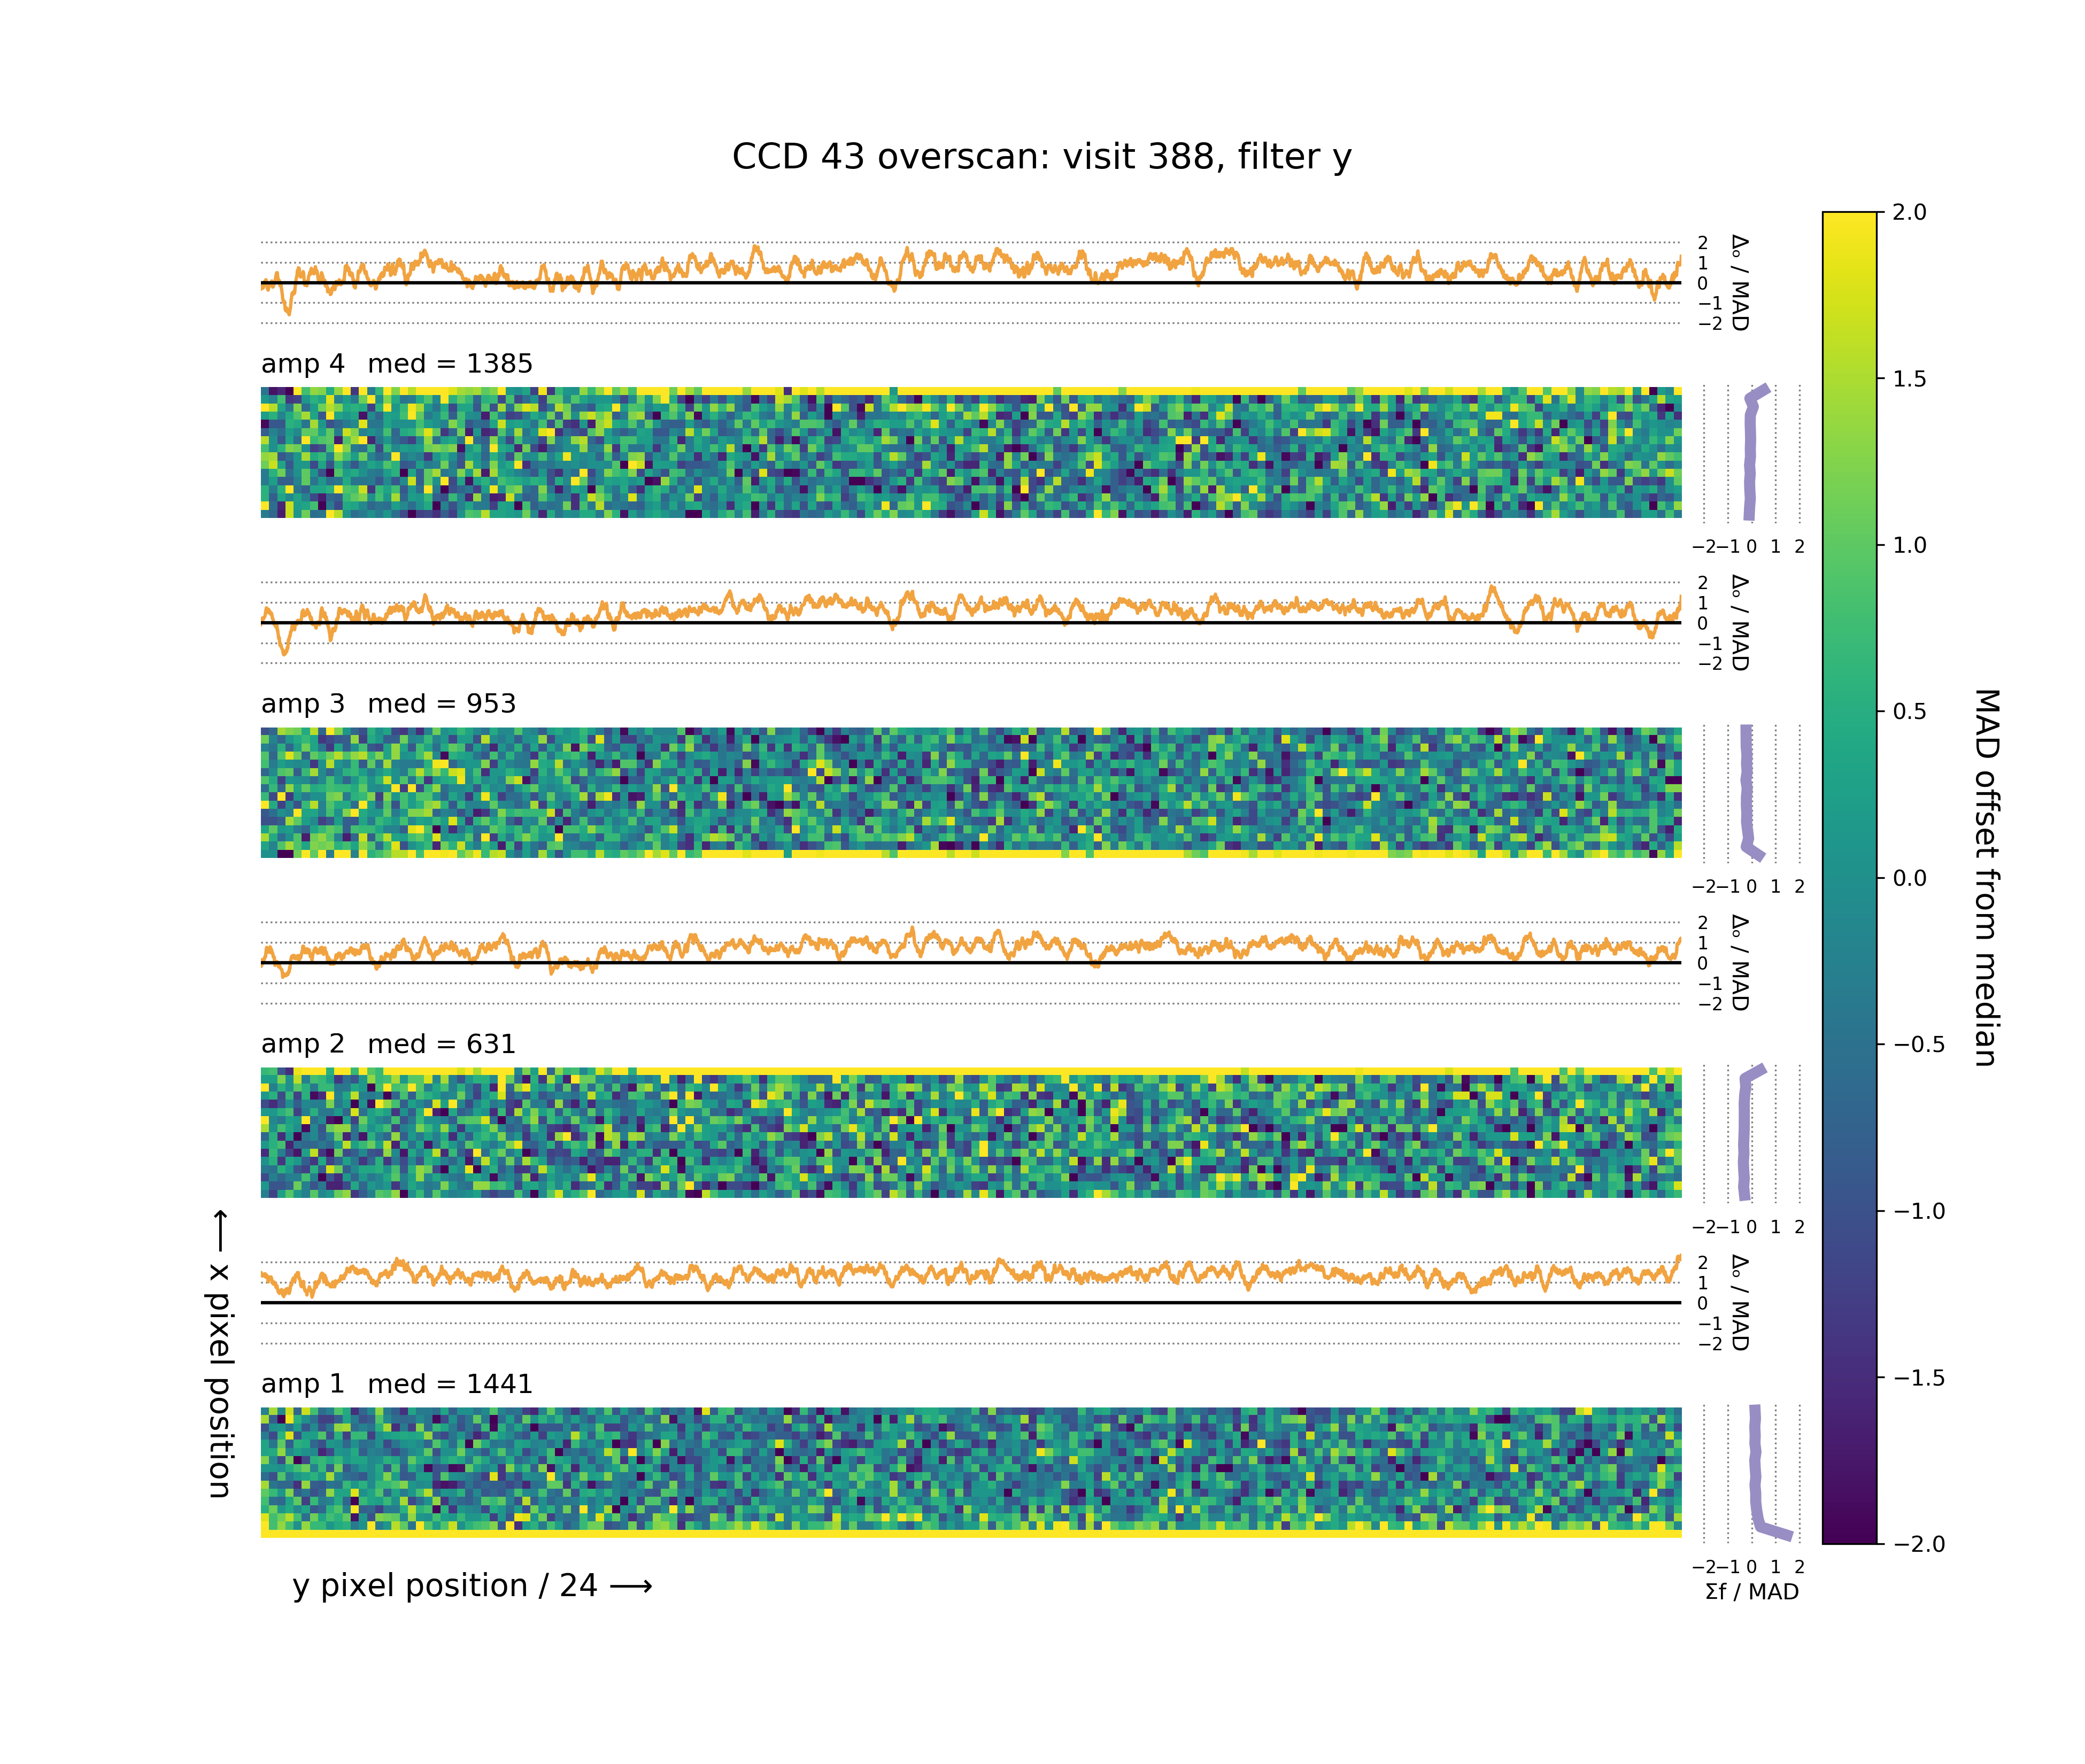 CCD 43 overscan: visit 388, filter y
2
1
0
−1
−2
Δₒ / MAD
amp 4 med = 1385
−2 −1 0 1 2
2
1
0
−1
−2
Δₒ / MAD
amp 3 med = 953
−2 −1 0 1 2
2
1
0
−1
−2
Δₒ / MAD
amp 2 med = 631
−2 −1 0 1 2
2
1
0
−1
−2
Δₒ / MAD
amp 1 med = 1441
−2 −1 0 1 2
Σf / MAD
y pixel position / 24 ⟶
⟵ x pixel position
2.0
1.5
1.0
0.5
0.0
−0.5
−1.0
−1.5
−2.0
MAD offset from median